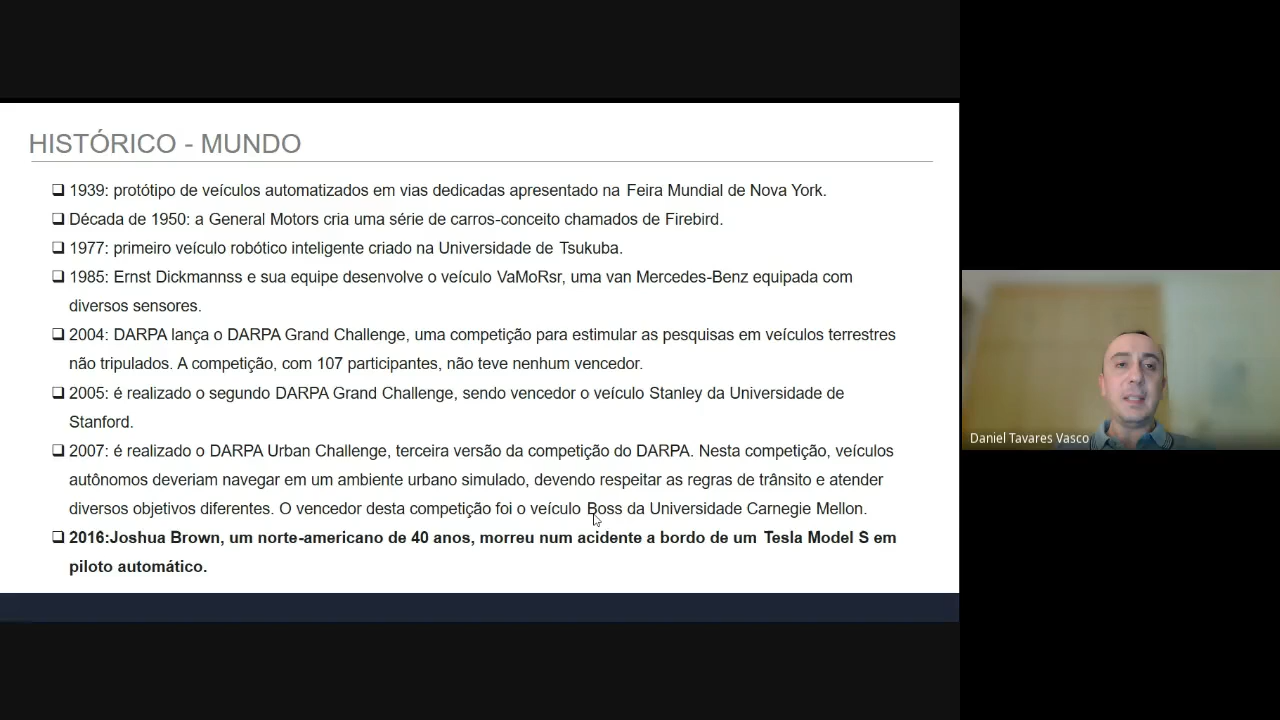 HISTÓRICO - MUNDO
❑ 1939: protótipo de veículos automatizados em vias dedicadas apresentado na Feira Mundial de Nova York.
❑ Década de 1950: a General Motors cria uma série de carros-conceito chamados de Firebird.
❑ 1977: primeiro veículo robótico inteligente criado na Universidade de Tsukuba.
❑ 1985: Ernst Dickmannss e sua equipe desenvolve o veículo VaMoRsr, uma van Mercedes-Benz equipada com
diversos sensores.
❑ 2004: DARPA lança o DARPA Grand Challenge, uma competição para estimular as pesquisas em veículos terrestres
não tripulados. A competição, com 107 participantes, não teve nenhum vencedor.
❑ 2005: é realizado o segundo DARPA Grand Challenge, sendo vencedor o veículo Stanley da Universidade de
Stanford.
❑ 2007: é realizado o DARPA Urban Challenge, terceira versão da competição do DARPA. Nesta competição, veículos
autônomos deveriam navegar em um ambiente urbano simulado, devendo respeitar as regras de trânsito e atender
diversos objetivos diferentes. O vencedor desta competição foi o veículo Boss da Universidade Carnegie Mellon.
❑ 2016:Joshua Brown, um norte-americano de 40 anos, morreu num acidente a bordo de um Tesla Model S em
piloto automático.
Daniel Tavares Vasco